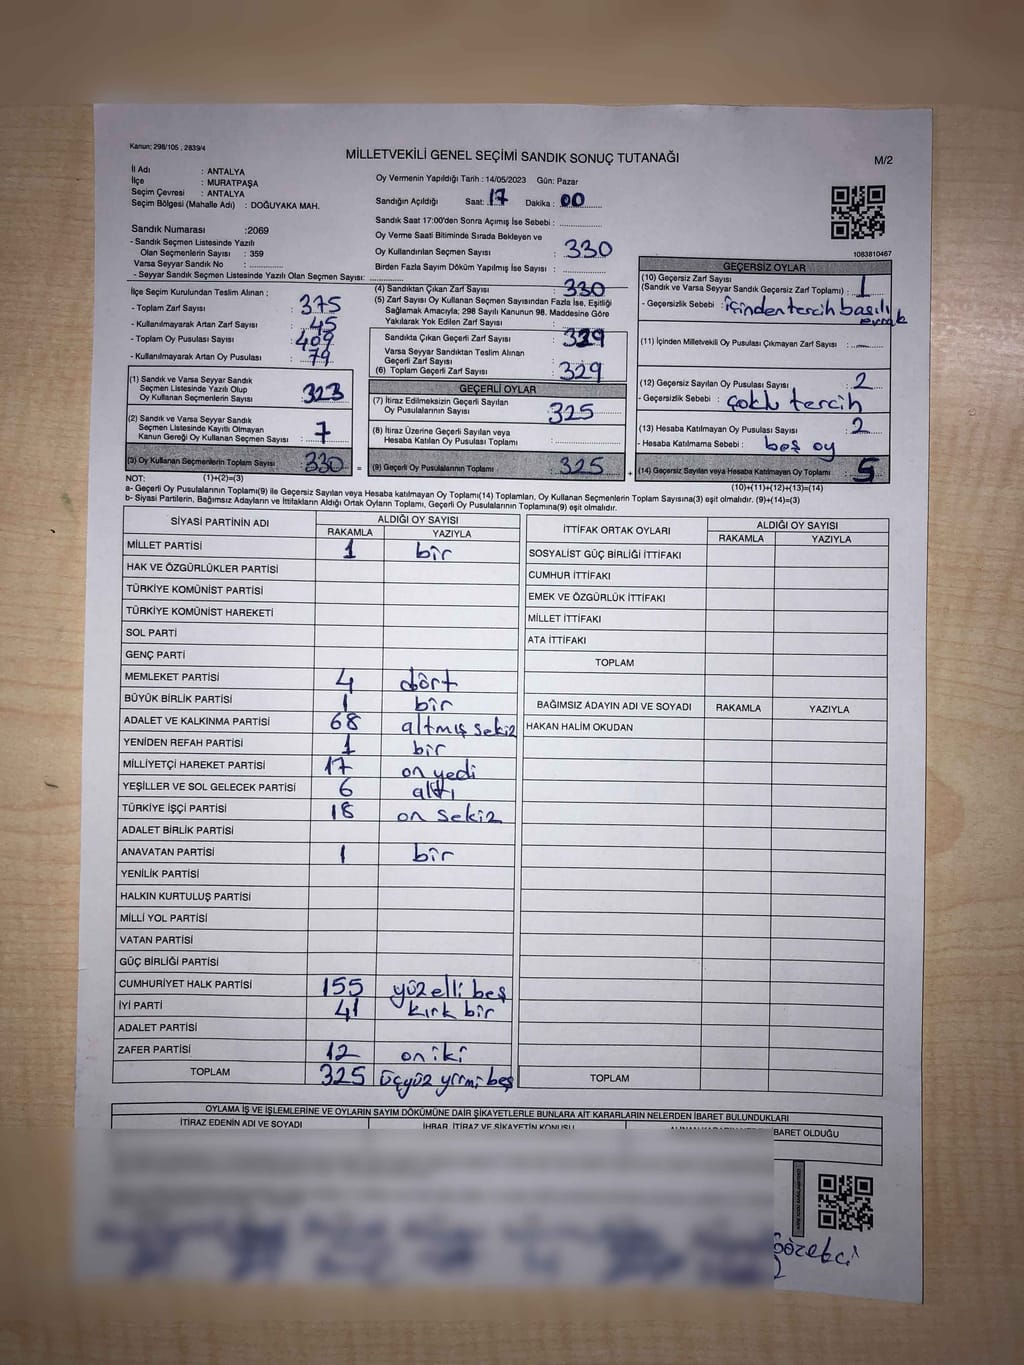 Kanun: 298/105 , 2839/4
MİLLETVEKİLİ GENEL SEÇİMİ SANDIK SONUÇ TUTANAĞI
M/2
İl Adı : ANTALYA
İlçe : MURATPAŞA
Seçim Çevresi : ANTALYA
Seçim Bölgesi (Mahalle Adı) : DOĞUYAKA MAH.
Sandık Numarası :2069
- Sandık Seçmen Listesinde Yazılı
Olan Seçmenlerin Sayısı : 359
Varsa Seyyar Sandık No :
- Seyyar Sandık Seçmen Listesinde Yazılı Olan Seçmen Sayısı:
İlçe Seçim Kurulundan Teslim Alınan :
- Toplam Zarf Sayısı : 375
- Kullanılmayarak Artan Zarf Sayısı : 45
- Toplam Oy Pusulası Sayısı : 409
- Kullanılmayarak Artan Oy Pusulası : 79
(1) Sandık ve Varsa Seyyar Sandık
Seçmen Listesinde Yazılı Olup
Oy Kullanan Seçmenlerin Sayısı : 323
(2) Sandık ve Varsa Seyyar Sandık
Seçmen Listesinde Kayıtlı Olmayan
Kanun Gereği Oy Kullanan Seçmen Sayısı : 7
(3) Oy Kullanan Seçmenlerin Toplam Sayısı 330
Oy Vermenin Yapıldığı Tarih : 14/05/2023 Gün: Pazar
Sandığın Açıldığı Saat: 17 Dakika : 00
Sandık Saat 17:00'den Sonra Açımış İse Sebebi :
Oy Verme Saati Bitiminde Sırada Bekleyen ve
Oy Kullandırılan Seçmen Sayısı : 330
Birden Fazla Sayım Döküm Yapılmış İse Sayısı :
(4) Sandıktan Çıkan Zarf Sayısı : 330
(5) Zarf Sayısı Oy Kullanan Seçmen Sayısından Fazla İse, Eşitliği
Sağlamak Amacıyla; 298 Sayılı Kanunun 98. Maddesine Göre
Yakılarak Yok Edilen Zarf Sayısı :
Sandıkta Çıkan Geçerli Zarf Sayısı : 329
Varsa Seyyar Sandıktan Teslim Alınan
Geçerli Zarf Sayısı :
(6) Toplam Geçerli Zarf Sayısı : 329
GEÇERLİ OYLAR
(7) İtiraz Edilmeksizin Geçerli Sayılan
Oy Pusulalarının Sayısı : 325
(8) İtiraz Üzerine Geçerli Sayılan veya
Hesaba Katılan Oy Pusulası Toplamı :
= (9) Geçerli Oy Pusulalarının Toplamı : 325
1083810467
GEÇERSİZ OYLAR
(10) Geçersiz Zarf Sayısı
(Sandık ve Varsa Seyyar Sandık Geçersiz Zarf Toplamı) : 1
- Geçersizlik Sebebi : içinden tercih basılı
evrak
(11) İçinden Milletvekili Oy Pusulası Çıkmayan Zarf Sayısı :
(12) Geçersiz Sayılan Oy Pusulası Sayısı : 2
- Geçersizlik Sebebi : çoklu tercih
(13) Hesaba Katılmayan Oy Pusulası Sayısı : 2
- Hesaba Katılmama Sebebi : beş oy
+ (14) Geçersiz Sayılan veya Hesaba Katılmayan Oy Toplamı : 5
NOT: (1)+(2)=(3)
(10)+(11)+(12)+(13)=(14)
a- Geçerli Oy Pusulalarının Toplamı(9) ile Geçersiz Sayılan veya Hesaba katılmayan Oy Toplamı(14) Toplamları, Oy Kullanan Seçmenlerin Toplam Sayısına(3) eşit olmalıdır. (9)+(14)=(3)
b- Siyasi Partilerin, Bağımsız Adayların ve İttifakların Aldığı Ortak Oyların Toplamı, Geçerli Oy Pusulalarının Toplamına(9) eşit olmalıdır.
SİYASİ PARTİNİN ADI
ALDIĞI OY SAYISI
RAKAMLA YAZIYLA
MİLLET PARTİSİ 1 bir
HAK VE ÖZGÜRLÜKLER PARTİSİ
TÜRKİYE KOMÜNİST PARTİSİ
TÜRKİYE KOMÜNİST HAREKETİ
SOL PARTİ
GENÇ PARTİ
MEMLEKET PARTİSİ 4 dört
BÜYÜK BİRLİK PARTİSİ 1 bir
ADALET VE KALKINMA PARTİSİ 68 altmış sekiz
YENİDEN REFAH PARTİSİ 1 bir
MİLLİYETÇİ HAREKET PARTİSİ 17 on yedi
YEŞİLLER VE SOL GELECEK PARTİSİ 6 altı
TÜRKİYE İŞÇİ PARTİSİ 18 on sekiz
ADALET BİRLİK PARTİSİ
ANAVATAN PARTİSİ 1 bir
YENİLİK PARTİSİ
HALKIN KURTULUŞ PARTİSİ
MİLLİ YOL PARTİSİ
VATAN PARTİSİ
GÜÇ BİRLİĞİ PARTİSİ
CUMHURİYET HALK PARTİSİ 155 yüzelli beş
İYİ PARTİ 41 kırk bir
ADALET PARTİSİ
ZAFER PARTİSİ 12 on iki
TOPLAM 325 üçyüz yirmi beş
İTTİFAK ORTAK OYLARI
ALDIĞI OY SAYISI
RAKAMLA YAZIYLA
SOSYALİST GÜÇ BİRLİĞİ İTTİFAKI
CUMHUR İTTİFAKI
EMEK VE ÖZGÜRLÜK İTTİFAKI
MİLLET İTTİFAKI
ATA İTTİFAKI
TOPLAM
BAĞIMSIZ ADAYIN ADI VE SOYADI RAKAMLA YAZIYLA
HAKAN HALİM OKUDAN
TOPLAM
OYLAMA İŞ VE İŞLEMLERİNE VE OYLARIN SAYIM DÖKÜMÜNE DAİR ŞİKAYETLERLE BUNLARA AİT KARARLARIN NELERDEN İBARET BULUNDUKLARI
İTİRAZ EDENİN ADI VE SOYADI
İHBAR, İTİRAZ VE ŞİKAYETİN KONUSU
BARET OLDUĞU